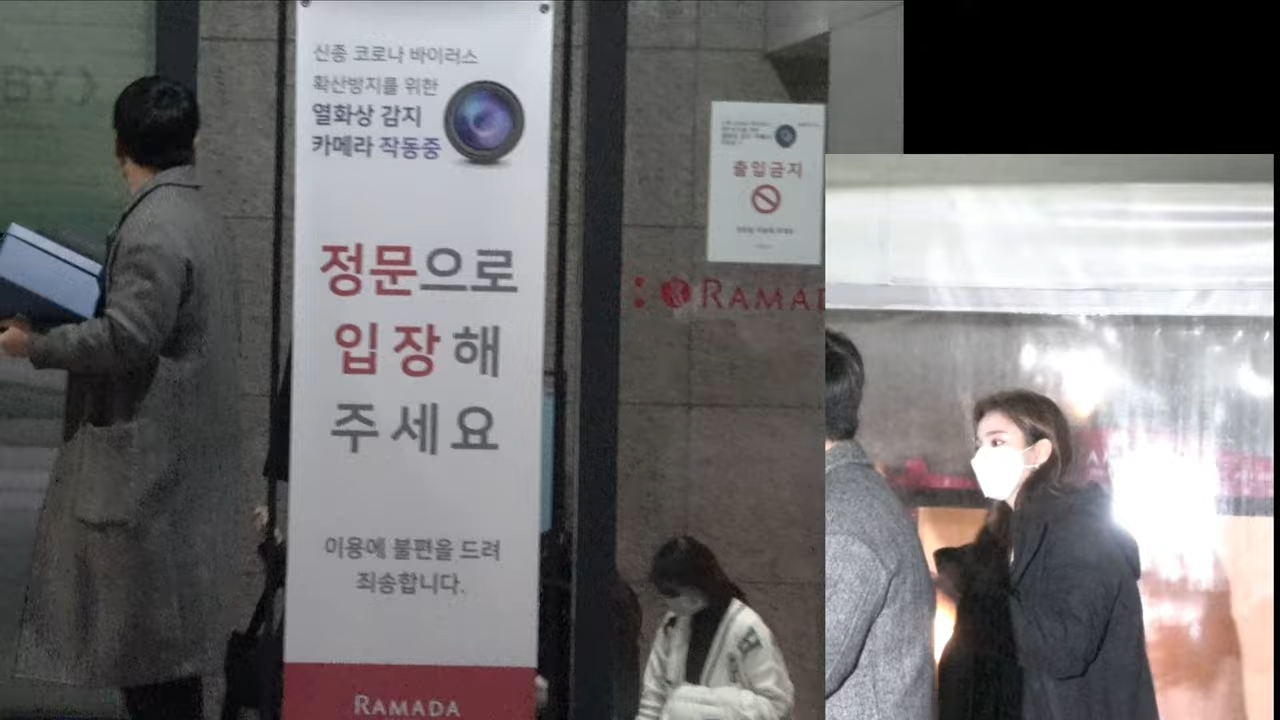 BY)
신종 코로나 바이러스
확산방지를 위한
열화상 감지
카메라 작동중
정문으로
입장해
주세요
이용에 불편을 드려
죄송합니다.
RAMADA
출입금지
RAMAD